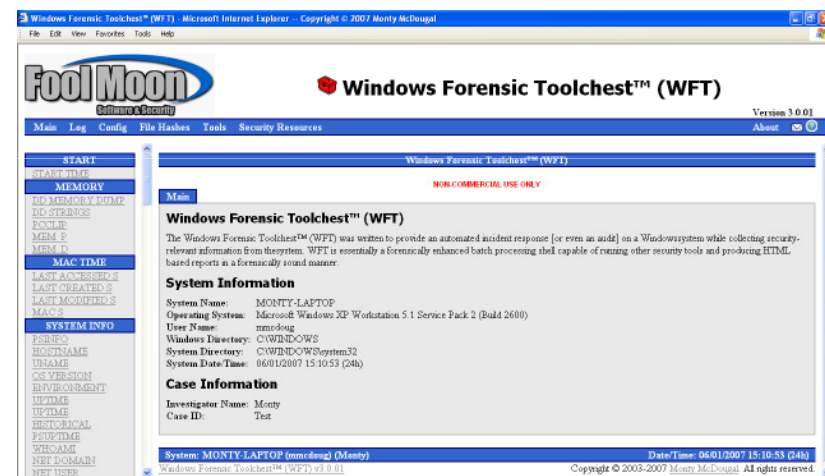 Windows Forensic Toolchest™ (WFT) - Microsoft Internet Explorer -- Copyright © 2007 Monty McDougal
File Edit View Favorites Tools Help
Fool Moon
Software & Security
Windows Forensic Toolchest™ (WFT)
Version 3.0.01
Main Log Config File Hashes Tools Security Resources About
START
START TIME
MEMORY
DD MEMORY DUMP
DD STRINGS
PCCLIP
MEM P
MEM D
MAC TIME
LAST ACCESSED S
LAST CREATED S
LAST MODIFIED S
MAC S
SYSTEM INFO
PSINFO
HOSTNAME
UNAME
OS VERSION
ENVIRONMENT
UPTIME
UPTIME
HISTORICAL
PSUPTIME
WHOAMI
NET DOMAIN
NET USER
Windows Forensic Toolchest™ (WFT)
NON-COMMERCIAL USE ONLY
Main
Windows Forensic Toolchest™ (WFT)
The Windows Forensic Toolchest™ (WFT) was written to provide an automated incident response [or even an audit] on a Windowssystem while collecting security-
relevant information from thesystem. WFT is essentially a forensically enhanced batch processing shell capable of running other security tools and producing HTML
based reports in a forensically sound manner.
System Information
System Name: MONTY-LAPTOP
Operating System: Microsoft Windows XP Workstation 5.1 Service Pack 2 (Build 2600)
User Name: mmcdoug
Windows Directory: C:\WINDOWS
System Directory: C:\WINDOWS\system32
System Date/Time: 06/01/2007 15:10:53 (24h)
Case Information
Investigator Name: Monty
Case ID: Test
System: MONTY-LAPTOP (mmcdoug) (Monty) Date/Time: 06/01/2007 15:10:53 (24h)
Windows Forensic Toolchest™ (WFT) v3.0.01 Copyright © 2003-2007 Monty McDougal. All rights reserved.